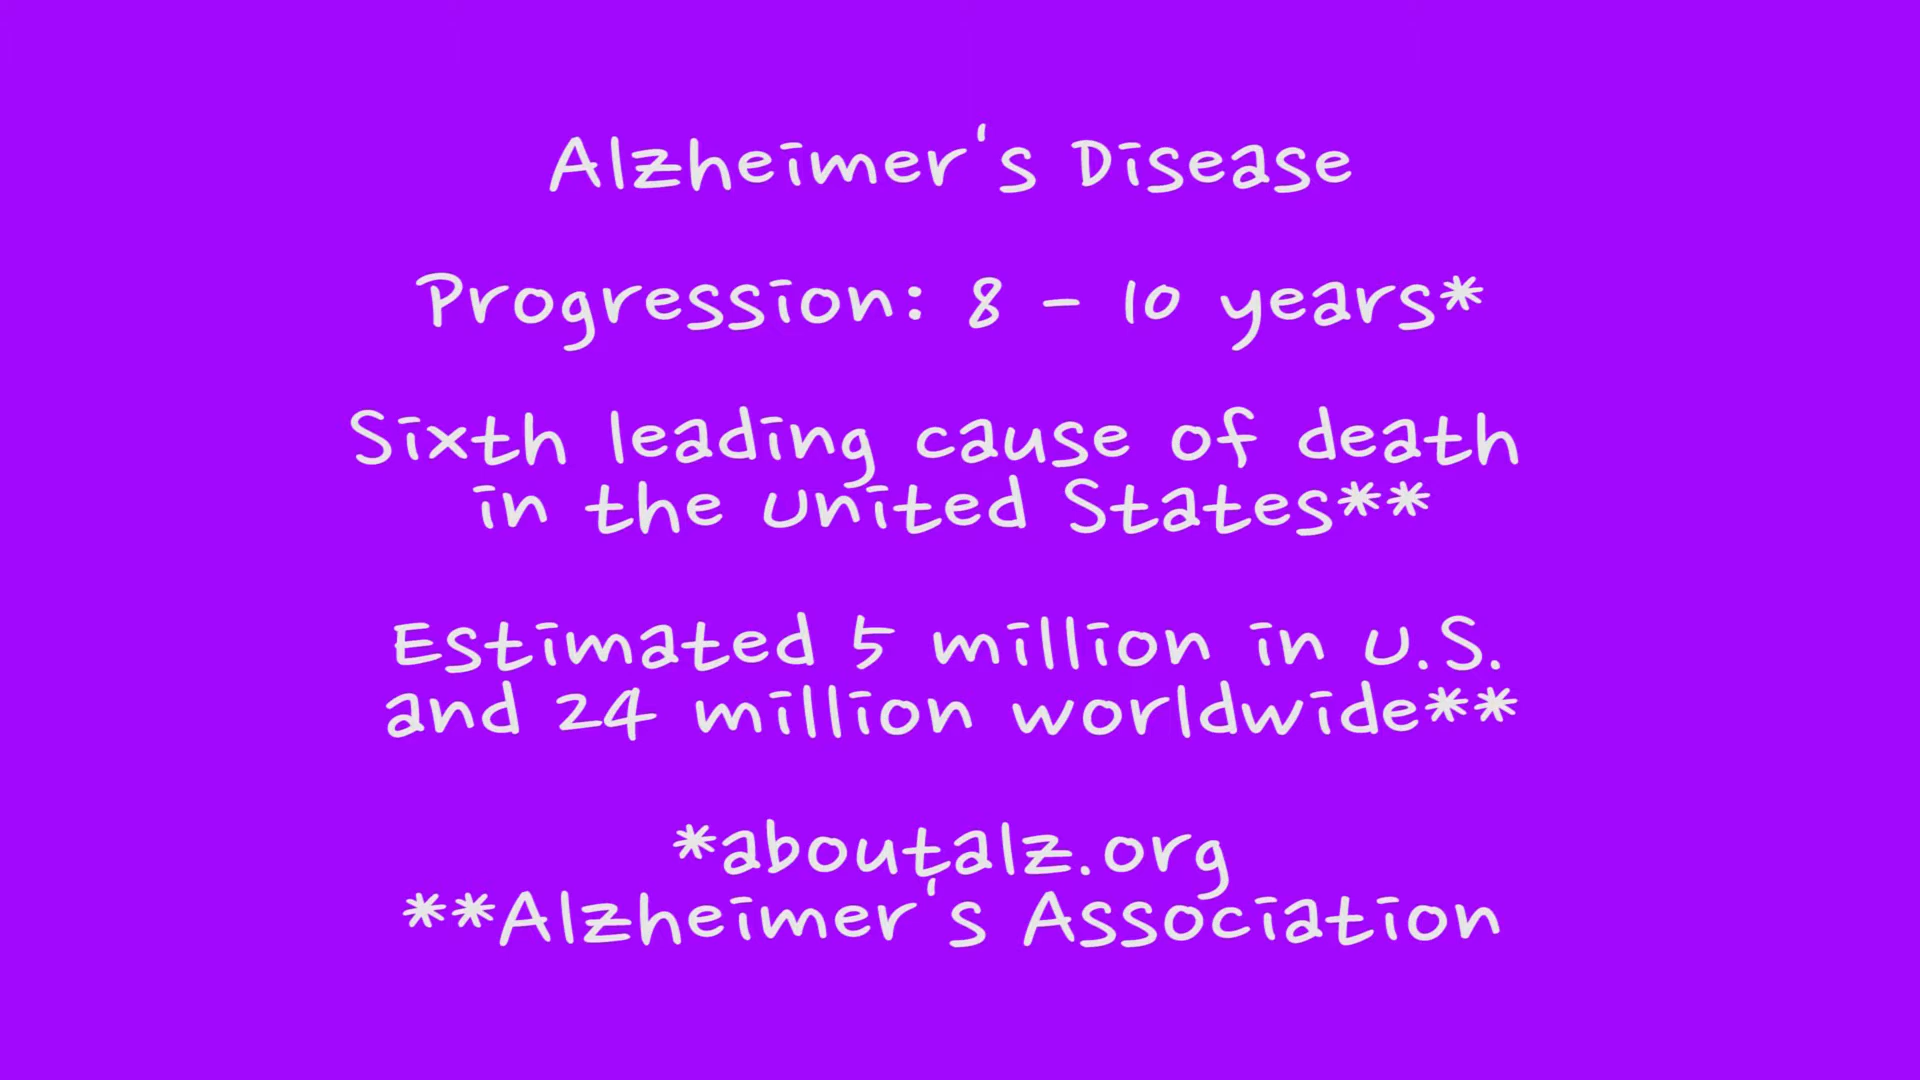 Alzheimer's Disease
Progression: 8 - 10 years*
Sixth leading cause of death
in the United States**
Estimated 5 million in U.S.
and 24 million worldwide**
*aboutalz.org
**Alzheimer's Association